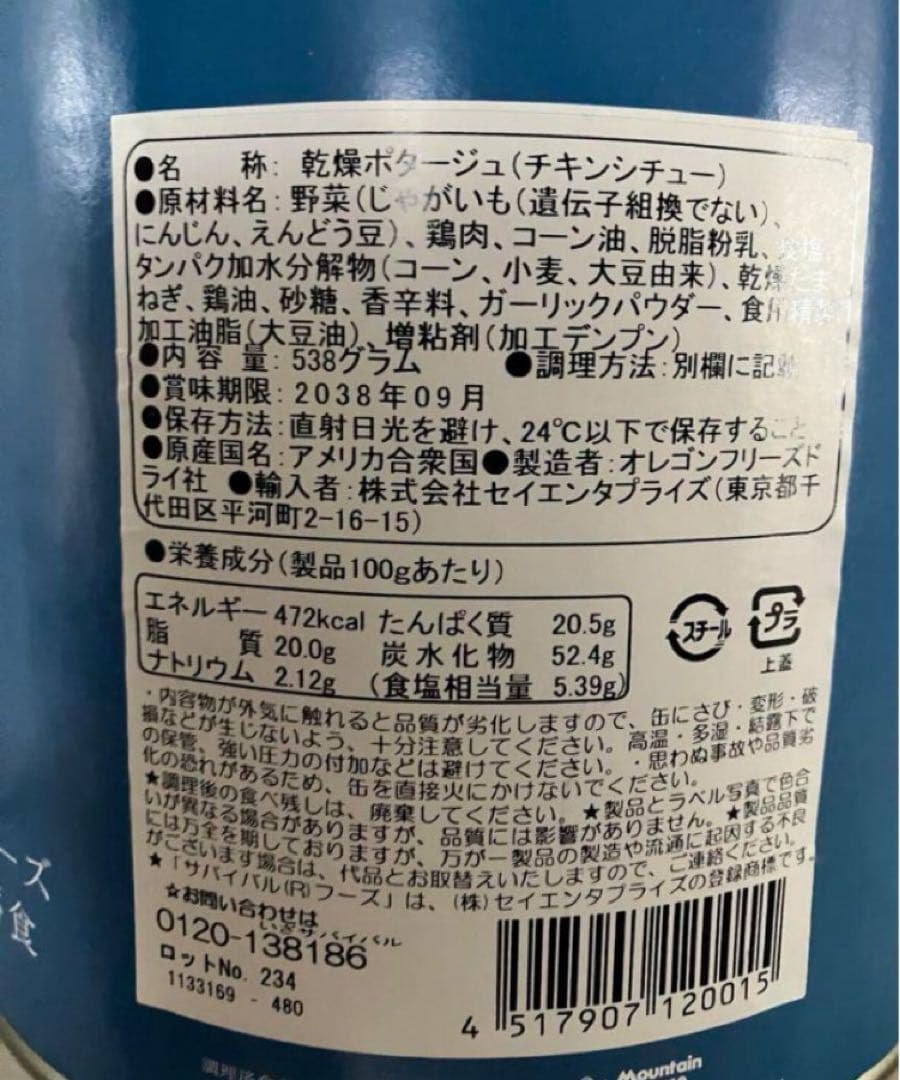 ●名　　称：乾燥ポタージュ(チキンシチュー)
●原材料名：野菜(じゃがいも(遺伝子組換でない)、
にんじん、えんどう豆)、鶏肉、コーン油、脱脂粉乳、食塩、
タンパク加水分解物(コーン、小麦、大豆由来)、乾燥たま
ねぎ、鶏油、砂糖、香辛料、ガーリックパウダー、食用精製
加工油脂(大豆油)、増粘剤(加工デンプン)
●内容量：538グラム　●調理方法：別欄に記載
●賞味期限：2038年09月
●保存方法：直射日光を避け、24℃以下で保存すること
●原産国名：アメリカ合衆国●製造者：オレゴンフリーズド
ライ社　●輸入者：株式会社セイエンタプライズ(東京都千
代田区平河町2-16-15)
●栄養成分(製品100gあたり)
エネルギー 472kcal たんぱく質 20.5g
脂質 20.0g 炭水化物 52.4g
ナトリウム 2.12g (食塩相当量 5.39g)
スチール プラ
上蓋
・内容物が外気に触れると品質が劣化しますので、缶にさび・変形・破
損などが生じないよう、十分注意してください。高温・多湿・結露下で
の保管、強い圧力の付加などは避けてください。・思わぬ事故や品質劣
化の恐れがあるため、缶を直接火にかけないでください。
★調理後の食べ残しは、廃棄してください。★製品とラベル写真で色合
いが異なる場合がありますが、品質には影響がありません。★製品品質
には万全を期しておりますが、万が一製品の製造や流通に起因する不良
がございます場合は、代品とお取替えいたしますので、ご連絡ください。
★「サバイバル(R)フーズ」は、(株)セイエンタプライズの登録商標です。
☆お問い合わせは
いざサバイバル
0120-138186
ロットNo. 234
1133169 - 480
4 517907 120015
ズ
食
Mountain